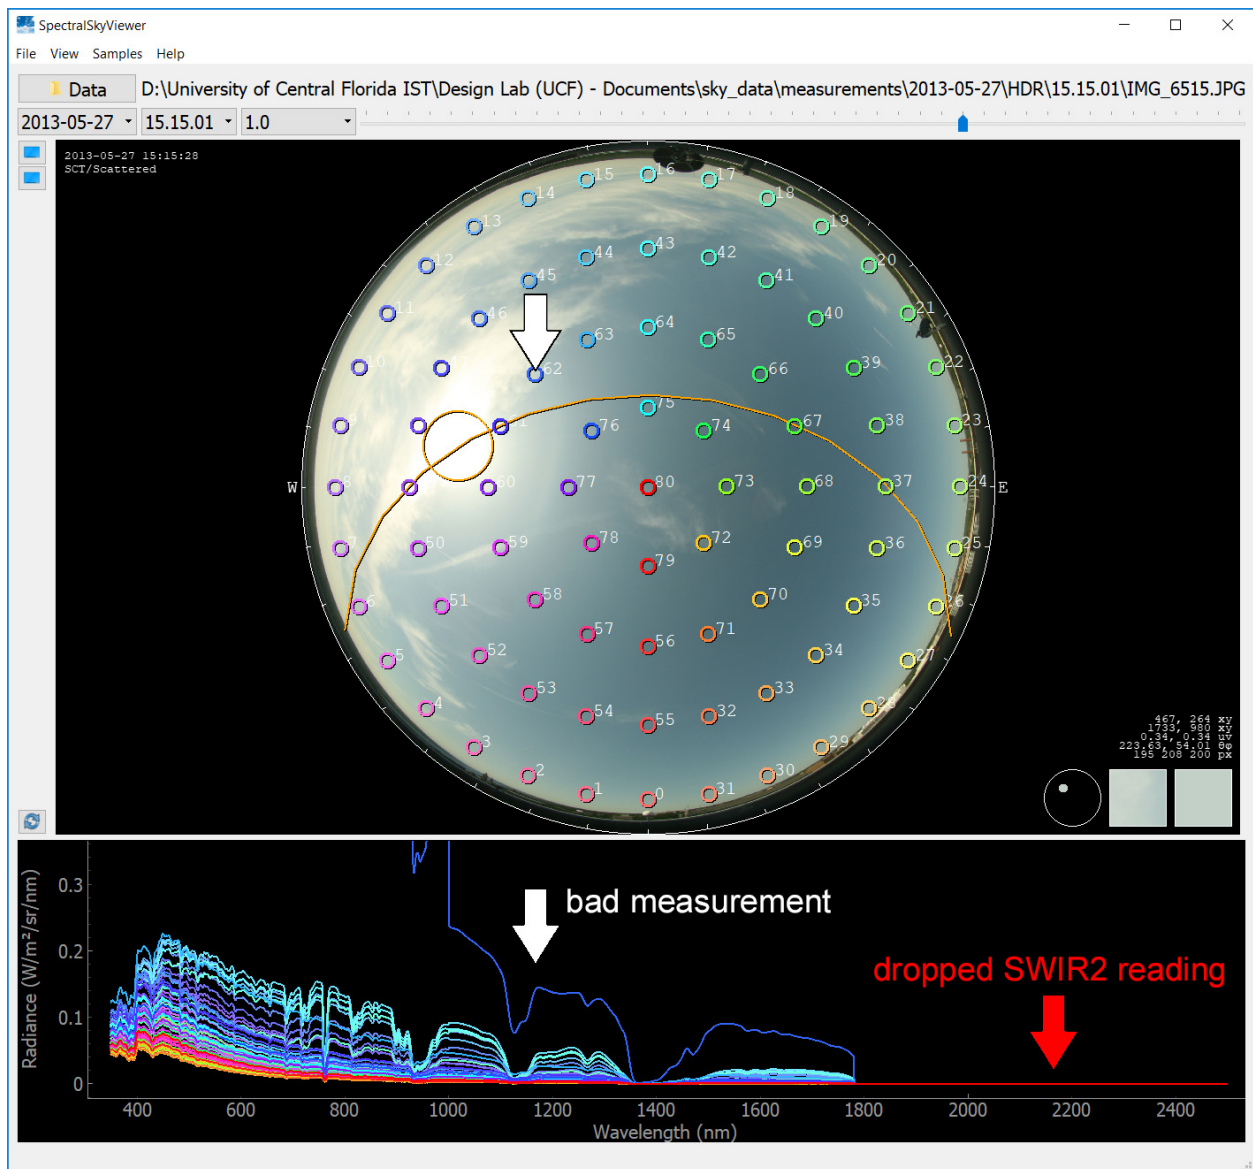 SpectralSkyViewer
File View Samples Help
Data D:\University of Central Florida IST\Design Lab (UCF) - Documents\sky_data\measurements\2013-05-27\HDR\15.15.01\IMG_6515.JPG
2013-05-27 15.15.01 1.0
2013-05-27 15:15:28
SCT/Scattered
16
15 17
14 18
13 19
43
44 42
12 20
45 41
11 21
46 40
64
63 65
10 22
62 66 39
75
9 23
76 74 67 38
W 8 60 77 80 73 68 37 24 E
7 50 59 78 72 69 36 25
79
6 51 58 70 35 26
57 71
56
5 52 34 27
53 33
4 28
54 32
55
3 29
2 30
1 31
0
467, 264 xy
1733, 980 xy
0.34, 0.34 uv
223.63, 54.01 θφ
195 208 200 px
Radiance (W/m²/sr/nm)
0.3
0.2
0.1
0
bad measurement
dropped SWIR2 reading
400 600 800 1000 1200 1400 1600 1800 2000 2200 2400
Wavelength (nm)